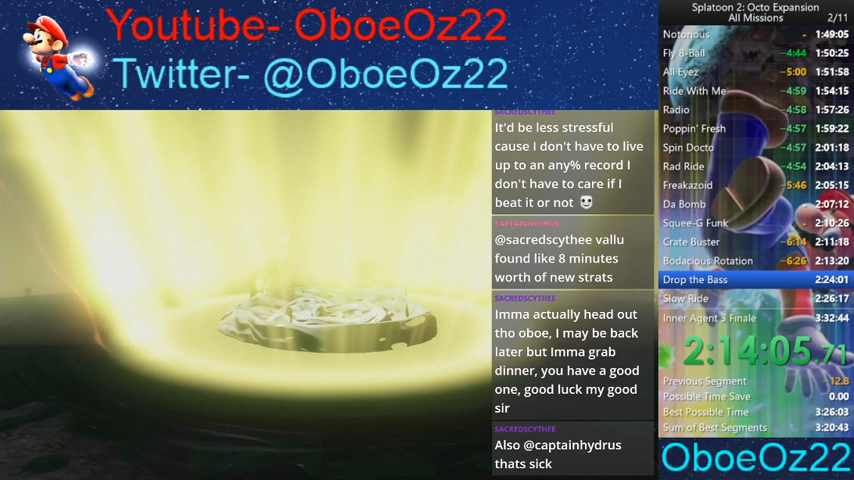 Youtube- OboeOz22
Twitter- @OboeOz22
SACREDSCYTHEE
It'd be less stressful
cause I don't have to live
up to an any% record I
don't have to care if I
beat it or not
CAPTAINHYDRUS
@sacredscythee vallu
found like 8 minutes
worth of new strats
SACREDSCYTHEE
Imma actually head out
tho oboe, I may be back
later but Imma grab
dinner, you have a good
one, good luck my good
sir
SACREDSCYTHEE
Also @captainhydrus
thats sick
Splatoon 2: Octo Expansion
All Missions 2/11
Notorious - 1:49:05
Fly 8-Ball -4:44 1:50:25
All Eyez -5:00 1:51:58
Ride With Me -4:59 1:54:15
Radio -4:58 1:57:26
Poppin' Fresh -4:57 1:59:22
Spin Docto -4:57 2:01:18
Rad Ride -4:54 2:04:13
Freakazoid -5:46 2:05:15
Da Bomb - 2:07:12
Squee-G Funk - 2:10:26
Crate Buster -6:14 2:11:18
Bodacious Rotation -6:26 2:13:20
Drop the Bass 2:24:01
Slow Ride 2:26:17
Inner Agent 3 Finale 3:32:44
2:14:05.71
Previous Segment -12.8
Possible Time Save 0.00
Best Possible Time 3:26:03
Sum of Best Segments 3:20:43
OboeOz22